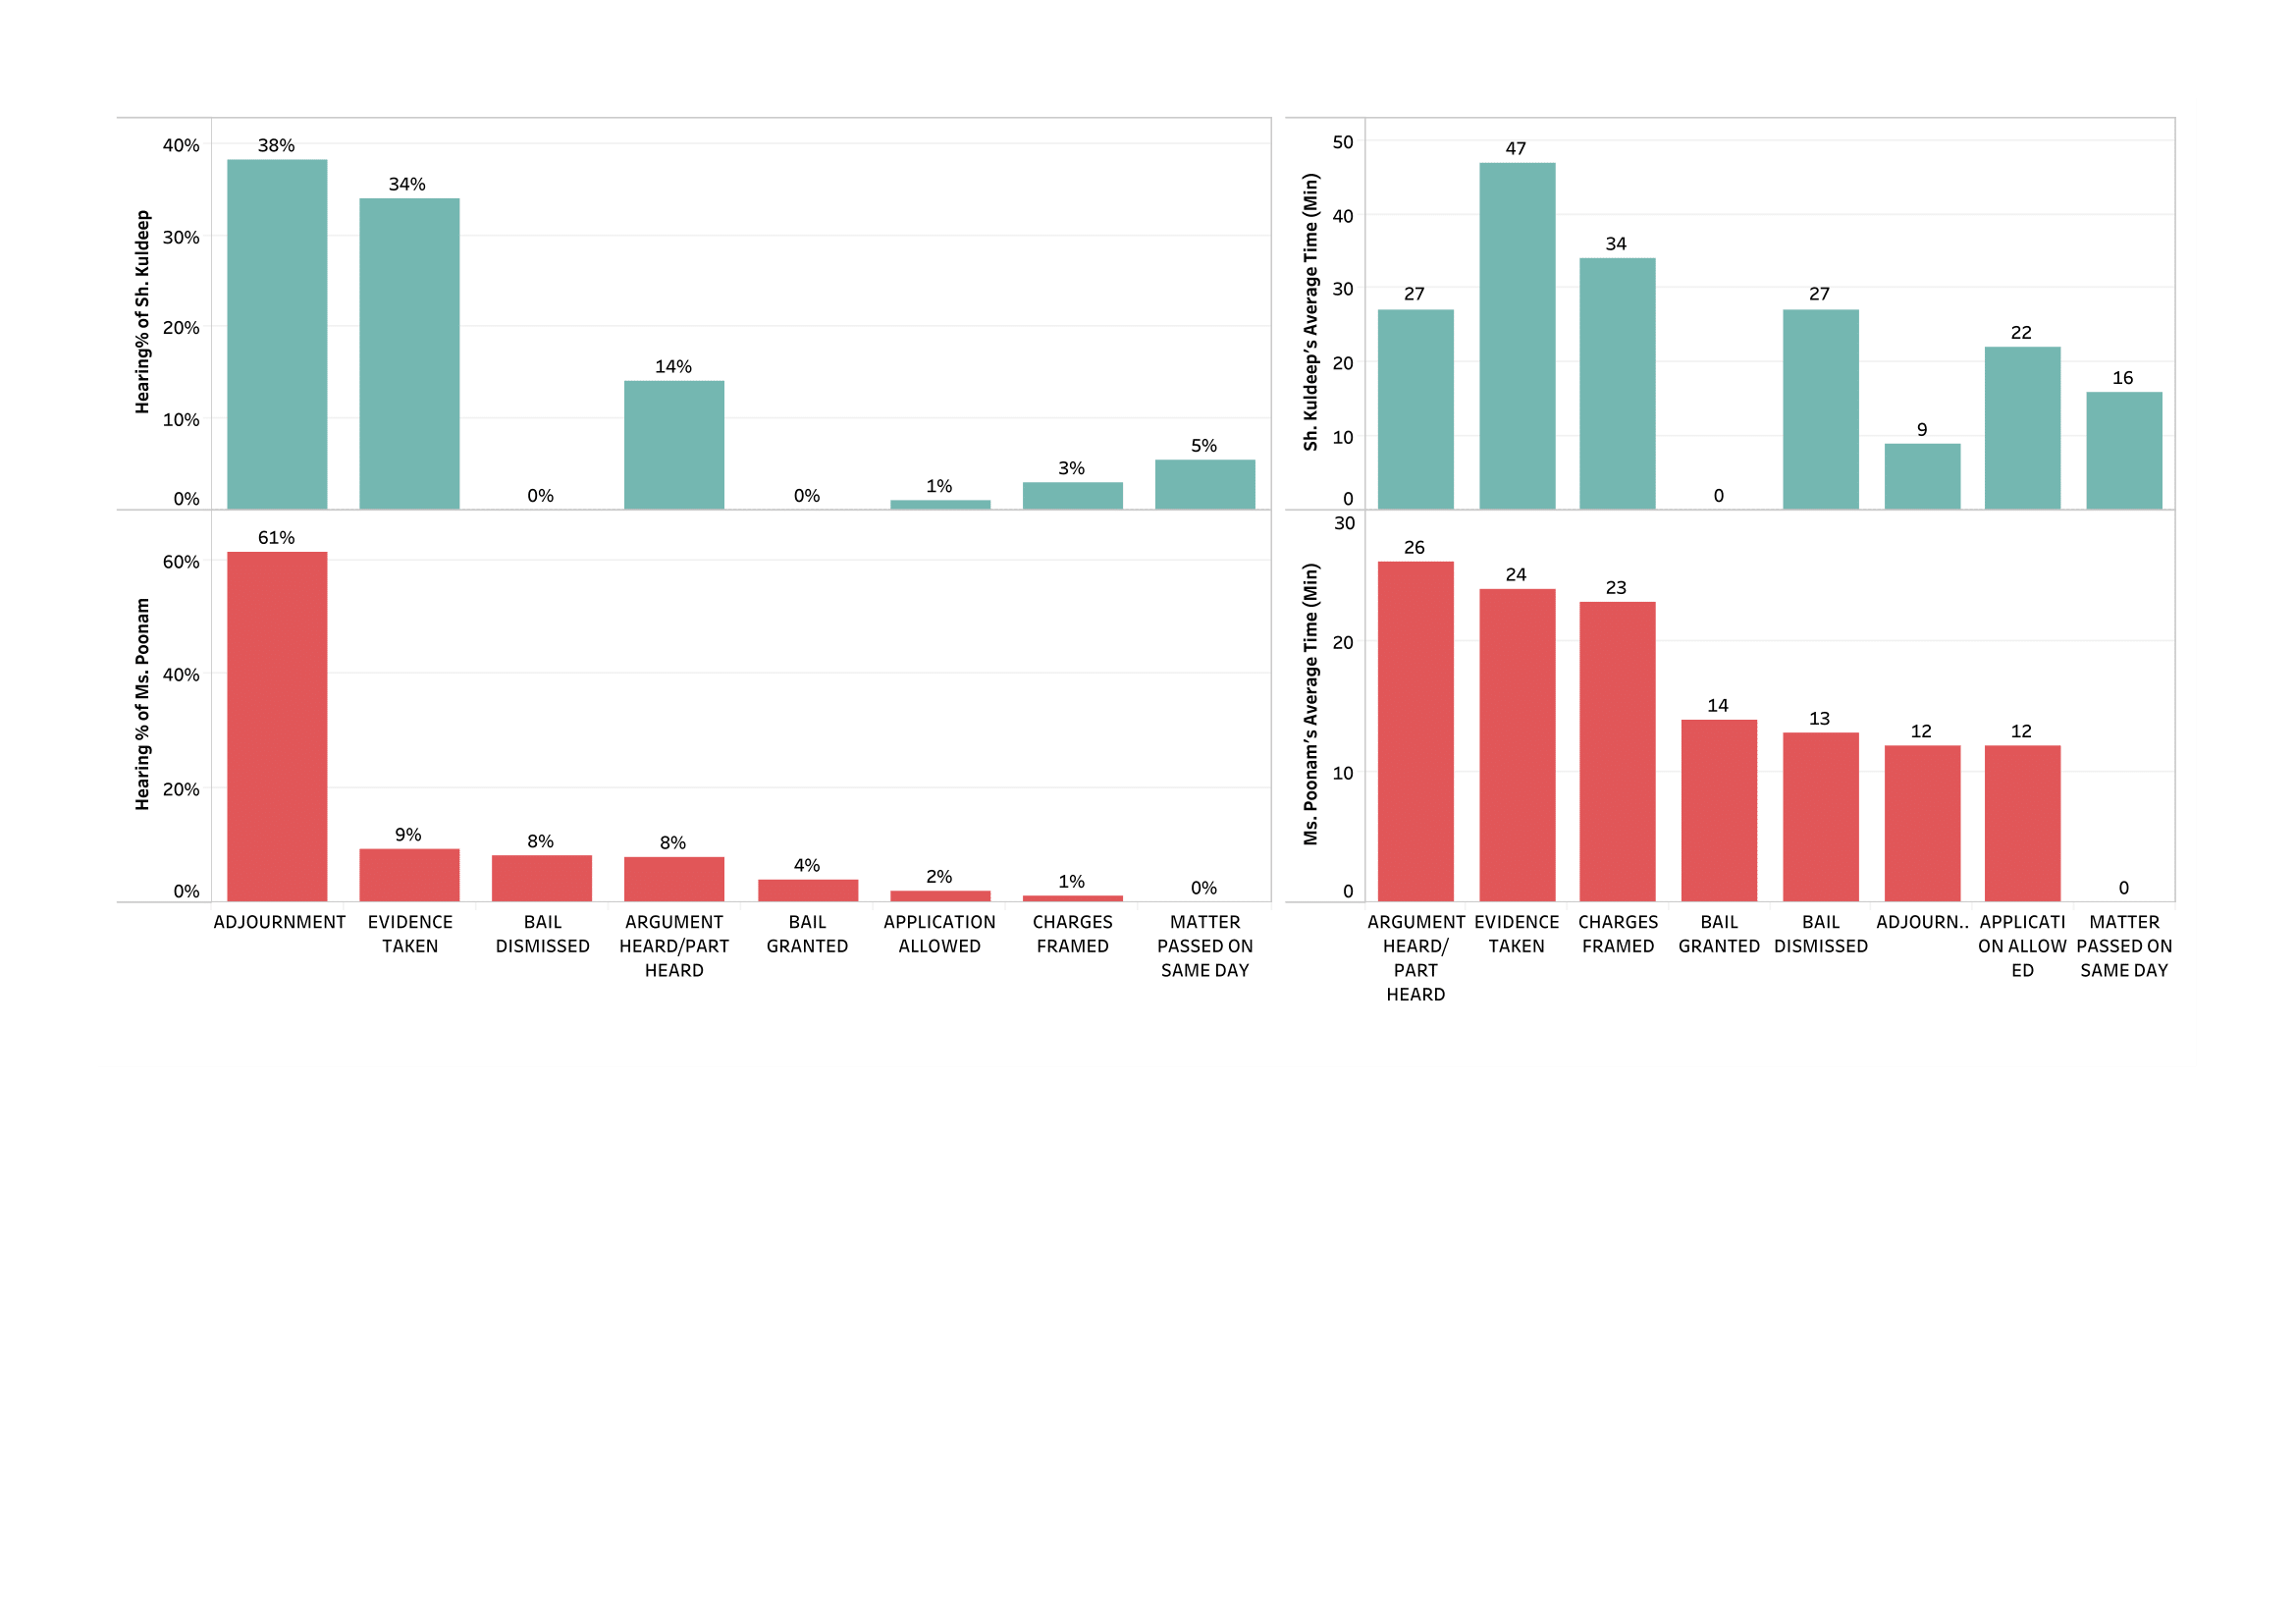 Hearing% of Sh. Kuldeep
40%
30%
20%
10%
0%
38%
34%
0%
14%
0%
1%
3%
5%
Hearing % of Ms. Poonam
60%
40%
20%
0%
61%
9%
8%
8%
4%
2%
1%
0%
ADJOURNMENT
EVIDENCE
TAKEN
BAIL
DISMISSED
ARGUMENT
HEARD/PART
HEARD
BAIL
GRANTED
APPLICATION
ALLOWED
CHARGES
FRAMED
MATTER
PASSED ON
SAME DAY
Sh. Kuldeep's Average Time (Min)
50
40
30
20
10
0
27
47
34
0
27
9
22
16
Ms. Poonam's Average Time (Min)
30
20
10
0
26
24
23
14
13
12
12
0
ARGUMENT
HEARD/
PART
HEARD
EVIDENCE
TAKEN
CHARGES
FRAMED
BAIL
GRANTED
BAIL
DISMISSED
ADJOURN..
APPLICATI
ON ALLOW
ED
MATTER
PASSED ON
SAME DAY